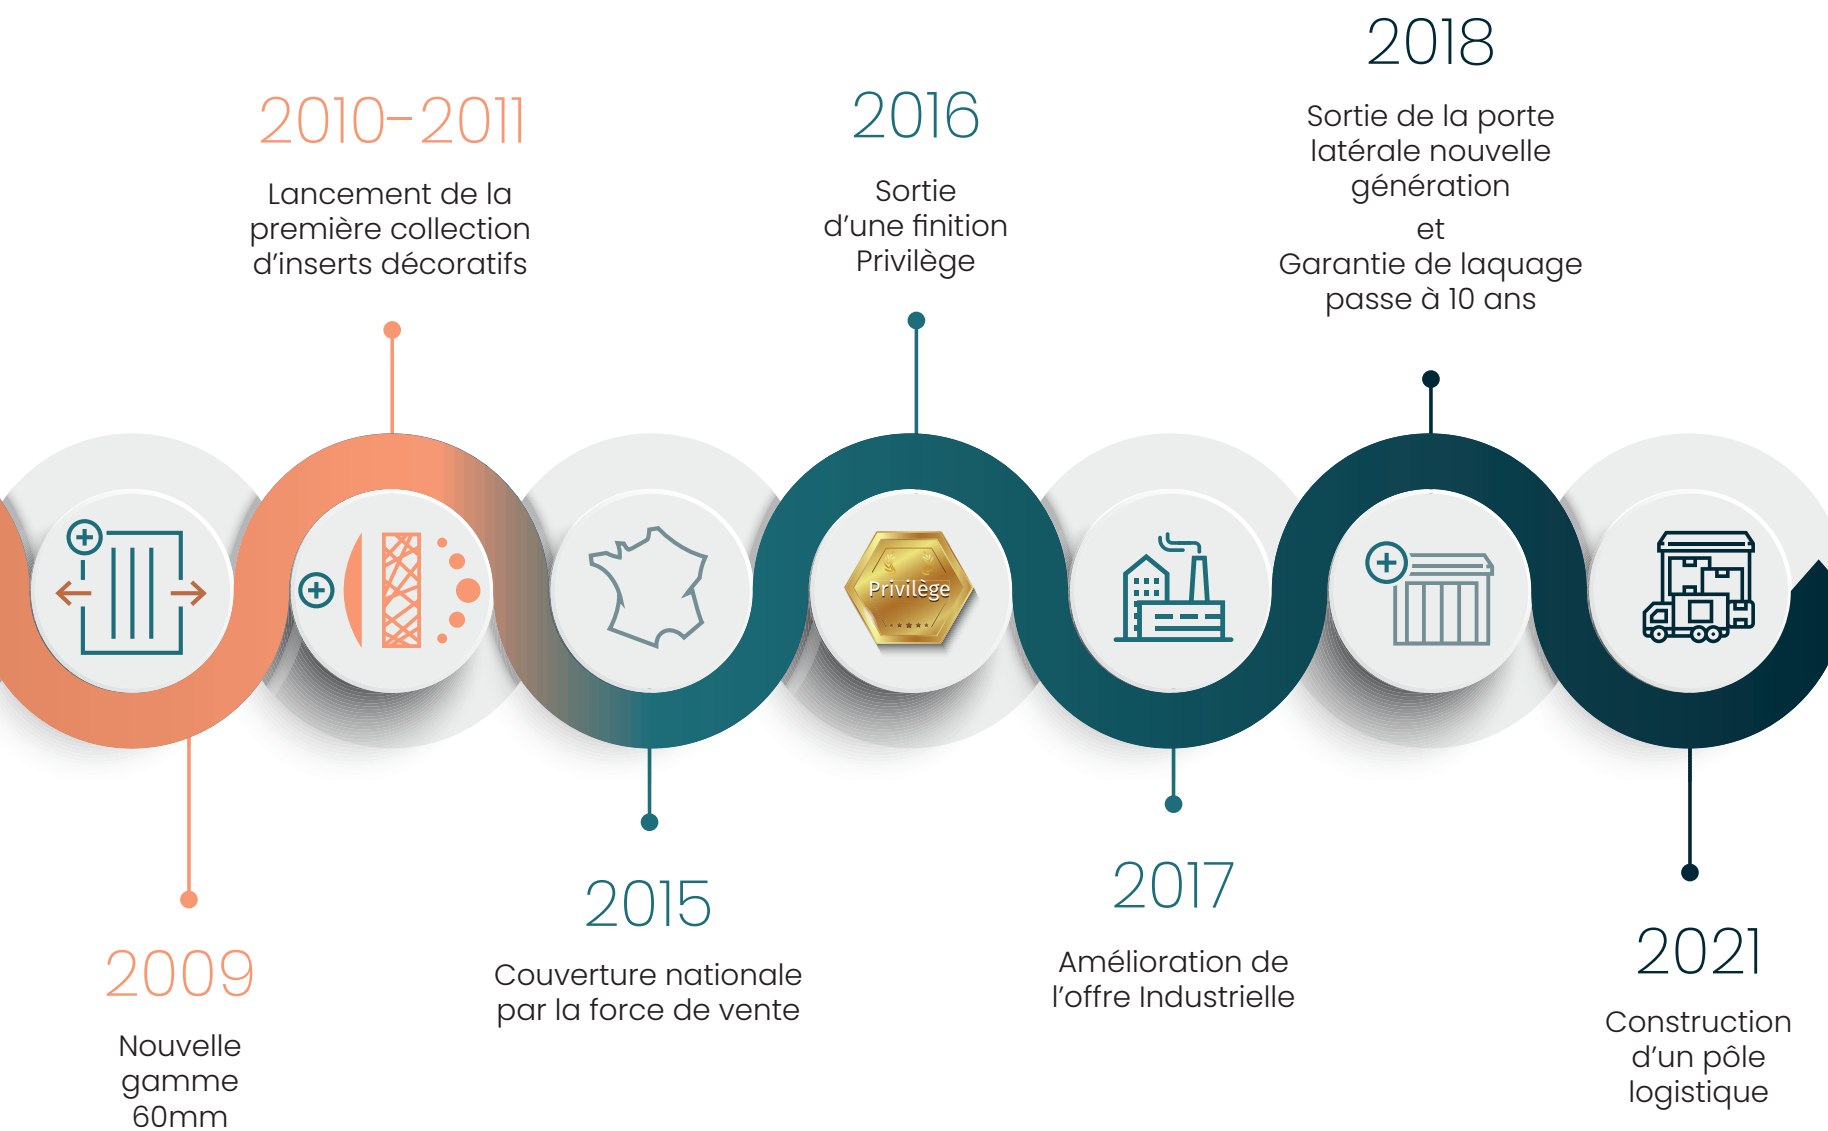 2009
Nouvelle
gamme
60mm
2010-2011
Lancement de la
première collection
d’inserts décoratifs
2015
Couverture nationale
par la force de vente
2016
Sortie
d’une finition
Privilège
Privilège
2017
Amélioration de
l’offre Industrielle
2018
Sortie de la porte
latérale nouvelle
génération
et
Garantie de laquage
passe à 10 ans
2021
Construction
d’un pôle
logistique